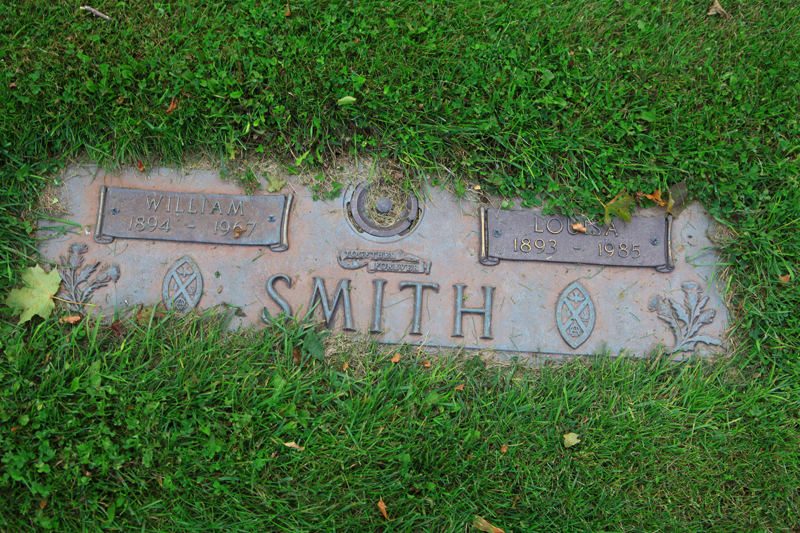 WILLIAM
1894 - 1967
LOUISA
1893 - 1985
TOGETHER
FOREVER
SMITH